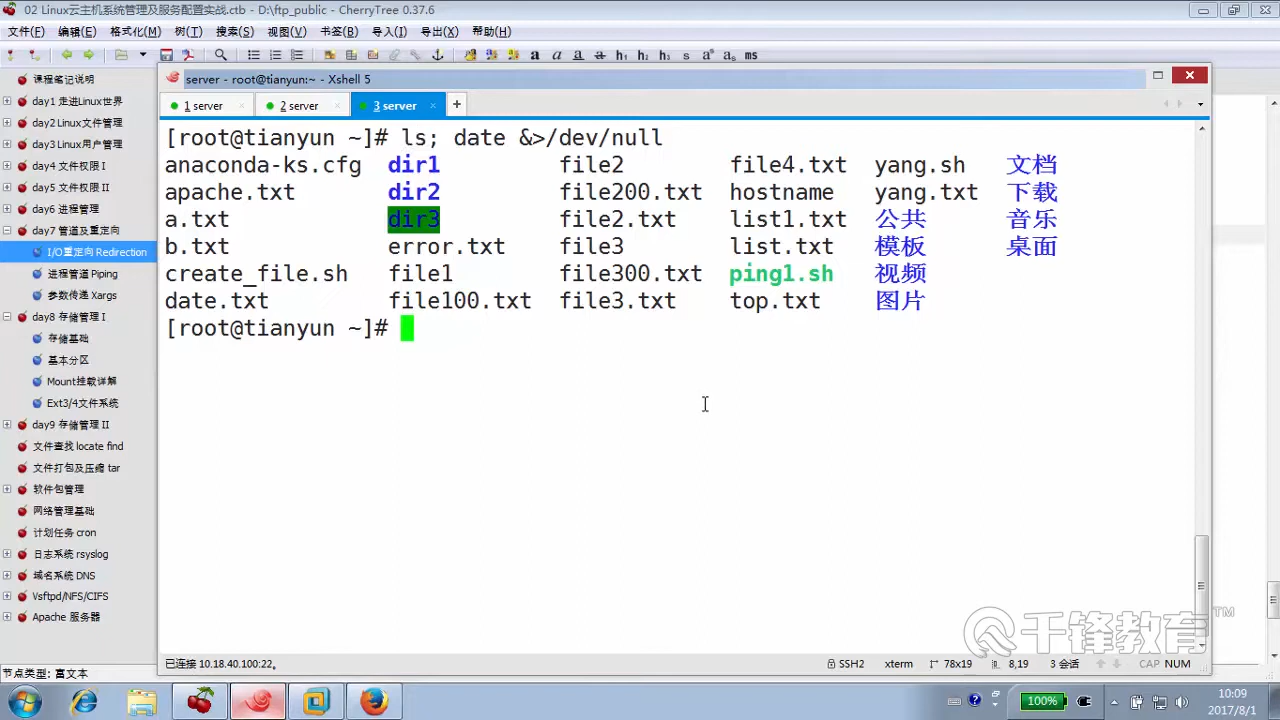 02 Linux云主机系统管理及服务配置实战.ctb - D:\ftp_public - CherryTree 0.37.6
文件(F) 编辑(E) 格式化(M) 树(T) 搜索(S) 视图(V) 书签(B) 导入(I) 导出(X) 帮助(H)
a a a a h₁ h₂ h₃ s aˢ aₛ ms
课程笔记说明
day1 走进Linux世界
day2 Linux文件管理
day3 Linux用户管理
day4 文件权限 I
day5 文件权限 II
day6 进程管理
day7 管道及重定向
I/O重定向 Redirection
进程管道 Piping
参数传递 Xargs
day8 存储管理 I
存储基础
基本分区
Mount挂载详解
Ext3/4文件系统
day9 存储管理 II
文件查找 locate find
文件打包及压缩 tar
软件包管理
网络管理基础
计划任务 cron
日志系统 rsyslog
域名系统 DNS
Vsftpd/NFS/CIFS
Apache 服务器
节点类型: 富文本
server - root@tianyun:~ - Xshell 5
1 server 2 server 3 server +
[root@tianyun ~]# ls; date &>/dev/null
anaconda-ks.cfg dir1 file2 file4.txt yang.sh 文档
apache.txt dir2 file200.txt hostname yang.txt 下载
a.txt dir3 file2.txt list1.txt 公共 音乐
b.txt error.txt file3 list.txt 模板 桌面
create_file.sh file1 file300.txt ping1.sh 视频
date.txt file100.txt file3.txt top.txt 图片
[root@tianyun ~]#
千锋教育™
已连接 10.18.40.100:22。 SSH2 xterm 78x19 8,19 3 会话 CAP NUM
100% 10:09
2017/8/1